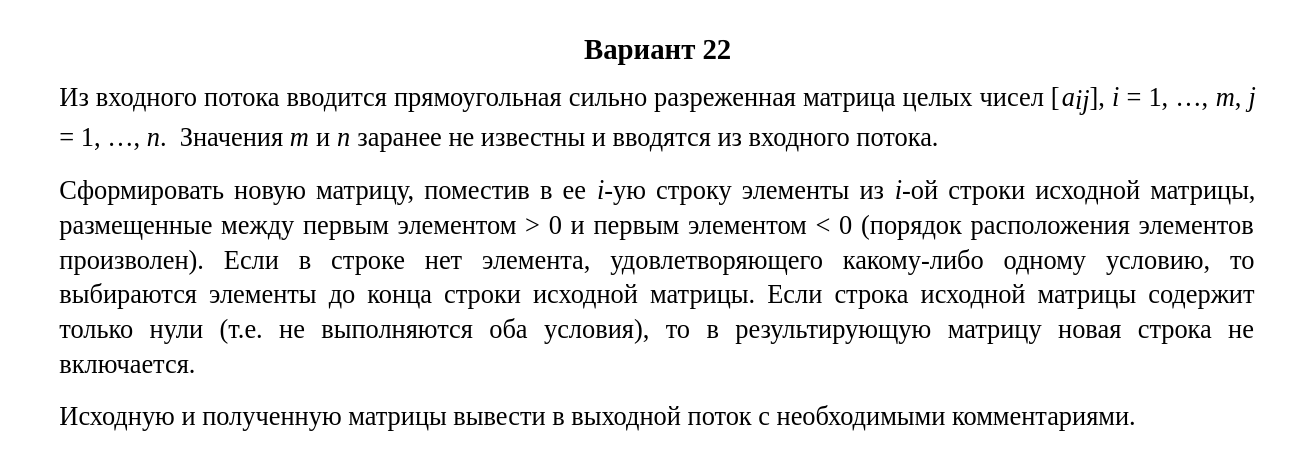 Вариант 22
Из входного потока вводится прямоугольная сильно разреженная матрица целых чисел [aij], i = 1, …, m, j
= 1, …, n.  Значения m и n заранее не известны и вводятся из входного потока.
Сформировать новую матрицу, поместив в ее i-ую строку элементы из i-ой строки исходной матрицы,
размещенные между первым элементом > 0 и первым элементом < 0 (порядок расположения элементов
произволен). Если в строке нет элемента, удовлетворяющего какому-либо одному условию, то
выбираются элементы до конца строки исходной матрицы. Если строка исходной матрицы содержит
только нули (т.е. не выполняются оба условия), то в результирующую матрицу новая строка не
включается.
Исходную и полученную матрицы вывести в выходной поток с необходимыми комментариями.